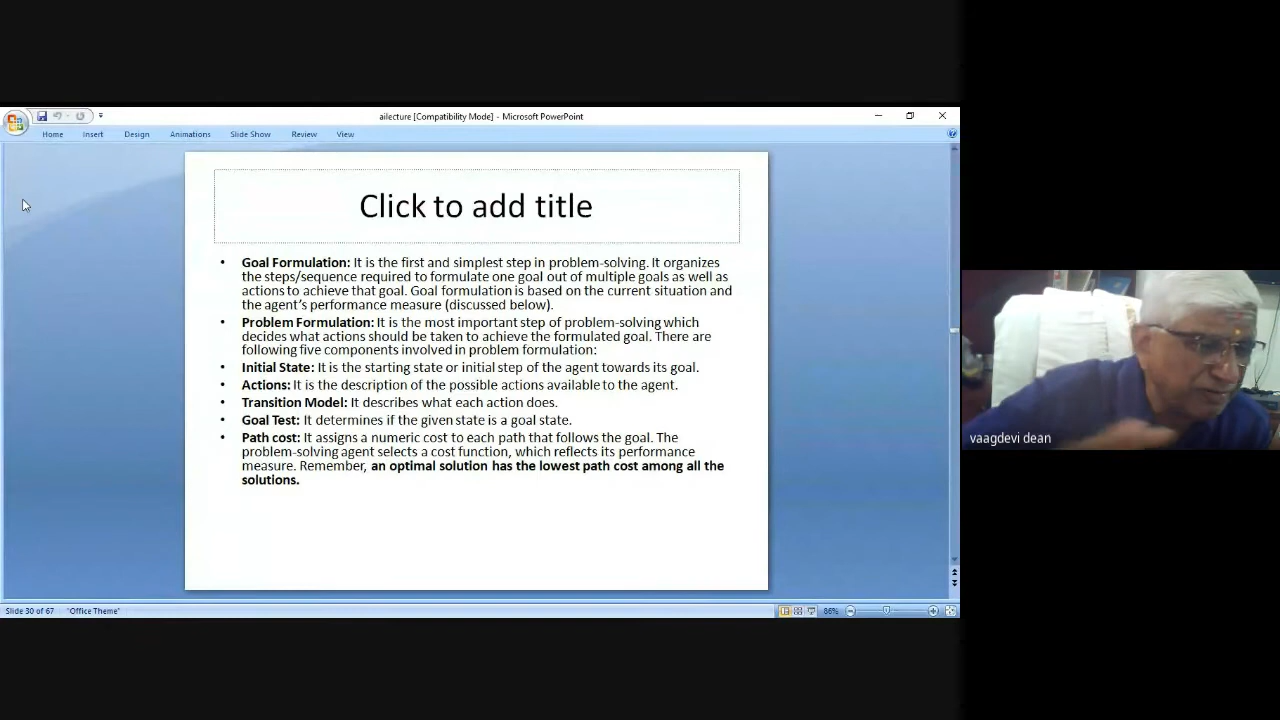 ailecture [Compatibility Mode] - Microsoft PowerPoint
Home Insert Design Animations Slide Show Review View
Click to add title
• Goal Formulation: It is the first and simplest step in problem-solving. It organizes
the steps/sequence required to formulate one goal out of multiple goals as well as
actions to achieve that goal. Goal formulation is based on the current situation and
the agent’s performance measure (discussed below).
• Problem Formulation: It is the most important step of problem-solving which
decides what actions should be taken to achieve the formulated goal. There are
following five components involved in problem formulation:
• Initial State: It is the starting state or initial step of the agent towards its goal.
• Actions: It is the description of the possible actions available to the agent.
• Transition Model: It describes what each action does.
• Goal Test: It determines if the given state is a goal state.
• Path cost: It assigns a numeric cost to each path that follows the goal. The
problem-solving agent selects a cost function, which reflects its performance
measure. Remember, an optimal solution has the lowest path cost among all the
solutions.
vaagdevi dean
Slide 30 of 67 "Office Theme" 86%